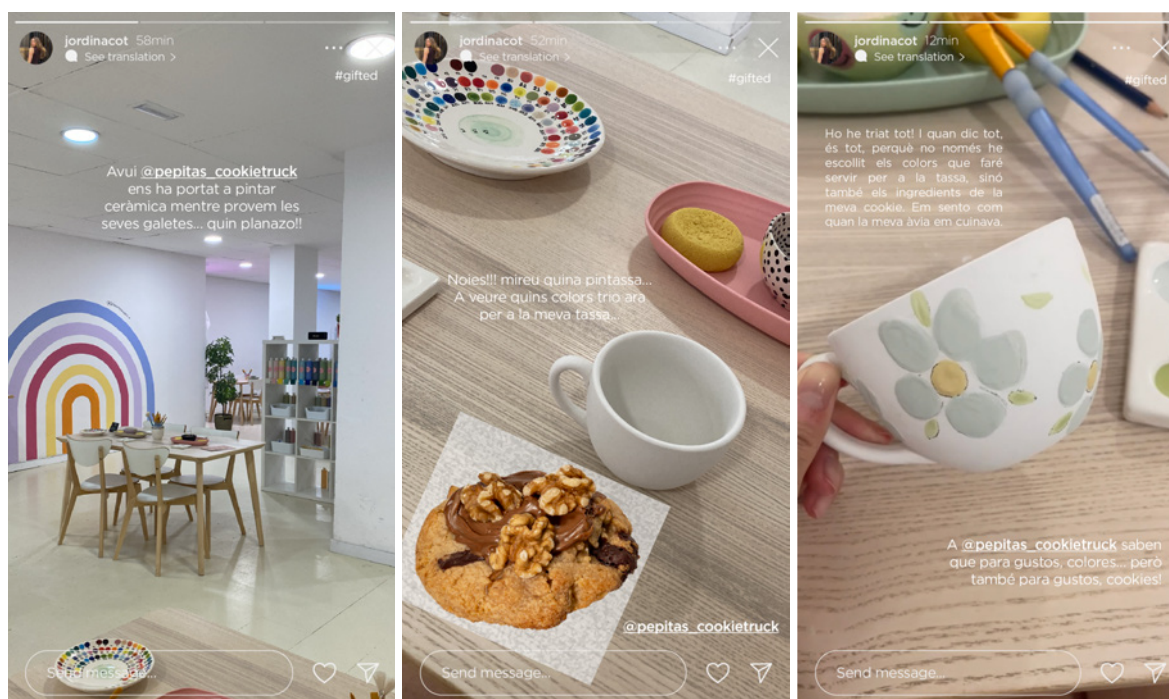 jordinacot 58min
See translation >
#gifted
Avui @pepitas_cookietruck
ens ha portat a pintar
ceràmica mentre provem les
seves galetes... quin planazo!!
Send message...
jordinacot 52min
See translation >
#gifted
Noies!!! mireu quina pintassa...
A veure quins colors trio ara
per a la meva tassa...
@pepitas_cookietruck
Send message...
jordinacot 12min
See translation >
#gifted
Ho he triat tot! I quan dic tot,
és tot, perquè no només he
escollit els colors que faré
servir per a la tassa, sinó
també els ingredients de la
meva cookie. Em sento com
quan la meva àvia em cuinava.
A @pepitas_cookietruck saben
que para gustos, colores... però
també para gustos, cookies!
Send message...